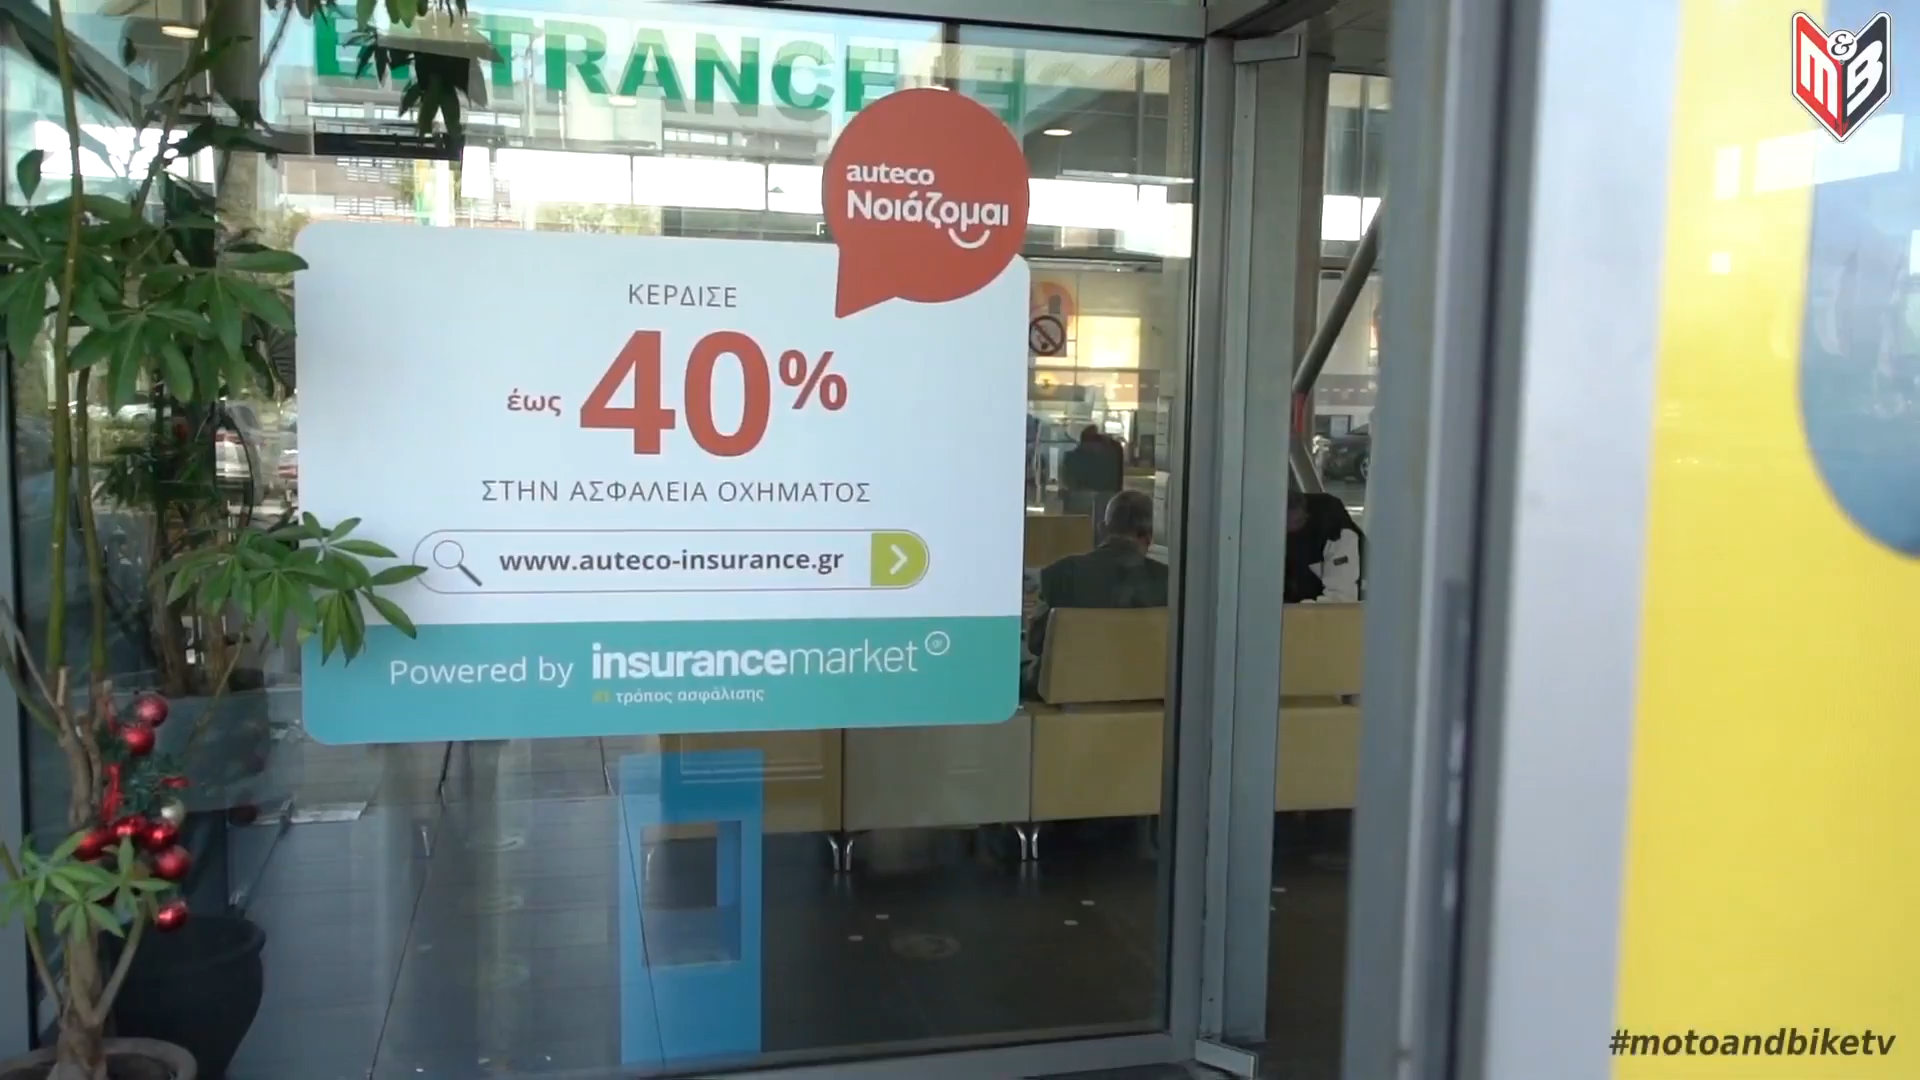 ENTRANCE
M&B
auteco
Νοιάζομαι
ΚΕΡΔΙΣΕ
έως 40%
ΣΤΗΝ ΑΣΦΑΛΕΙΑ ΟΧΗΜΑΤΟΣ
www.auteco-insurance.gr
Powered by insurancemarket gr
τρόπος ασφάλισης
#motoandbiketv